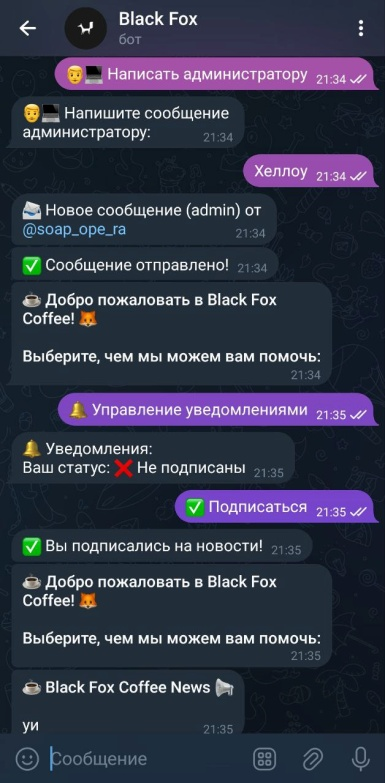 Black Fox
бот
👨‍💻 Написать администратору 21:34
👨‍💻 Напишите сообщение
администратору: 21:34
Хеллоу 21:34
📨 Новое сообщение (admin) от
@soap_ope_ra 21:34
✅ Сообщение отправлено! 21:34
☕ Добро пожаловать в Black Fox
Coffee! 🦊
Выберите, чем мы можем вам помочь:
21:34
🔔 Управление уведомлениями 21:35
🔔 Уведомления:
Ваш статус: ❌ Не подписаны 21:35
✅ Подписаться 21:35
✅ Вы подписались на новости! 21:35
☕ Добро пожаловать в Black Fox
Coffee! 🦊
Выберите, чем мы можем вам помочь:
21:35
☕ Black Fox Coffee News 📢
уи 21:35
Сообщение